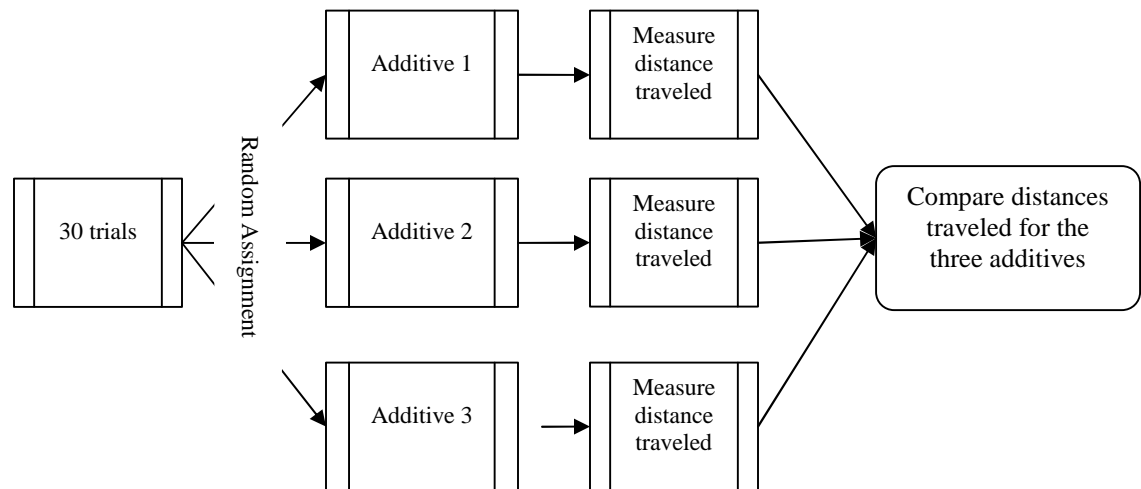 30 trials
Random Assignment
Additive 1
Measure
distance
traveled
Additive 2
Measure
distance
traveled
Additive 3
Measure
distance
traveled
Compare distances
traveled for the
three additives